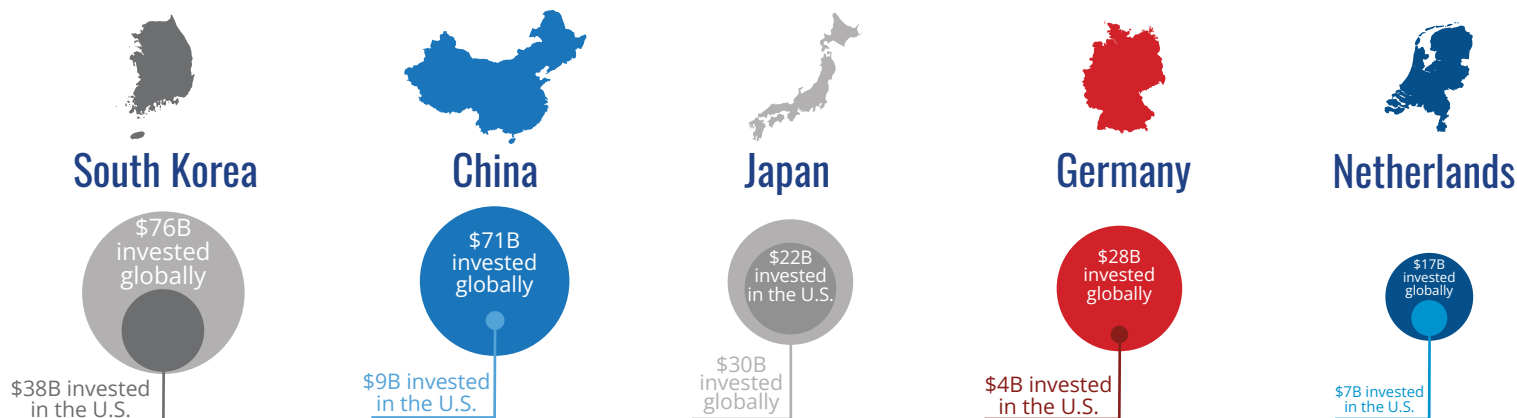 South Korea
$76B
invested
globally
$38B invested
in the U.S.
China
$71B
invested
globally
$9B invested
in the U.S.
Japan
$22B
invested
in the U.S.
$30B
invested
globally
Germany
$28B
invested
globally
$4B invested
in the U.S.
Netherlands
$17B
invested
globally
$7B invested
in the U.S.